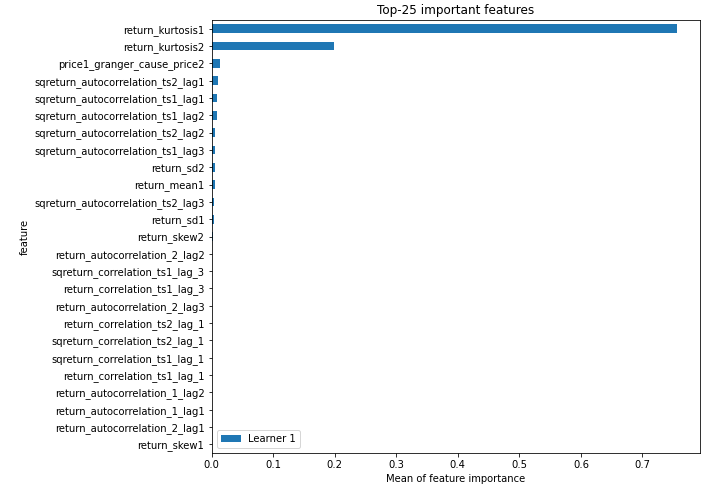 Top-25 important features
return_kurtosis1
return_kurtosis2
price1_granger_cause_price2
sqreturn_autocorrelation_ts2_lag1
sqreturn_autocorrelation_ts1_lag1
sqreturn_autocorrelation_ts1_lag2
sqreturn_autocorrelation_ts2_lag2
sqreturn_autocorrelation_ts1_lag3
return_sd2
return_mean1
sqreturn_autocorrelation_ts2_lag3
return_sd1
return_skew2
return_autocorrelation_2_lag2
sqreturn_correlation_ts1_lag_3
return_correlation_ts1_lag_3
return_autocorrelation_2_lag3
return_correlation_ts2_lag_1
sqreturn_correlation_ts2_lag_1
sqreturn_correlation_ts1_lag_1
return_correlation_ts1_lag_1
return_autocorrelation_1_lag2
return_autocorrelation_1_lag1
return_autocorrelation_2_lag1
return_skew1
feature
Learner 1
0.0 0.1 0.2 0.3 0.4 0.5 0.6 0.7
Mean of feature importance